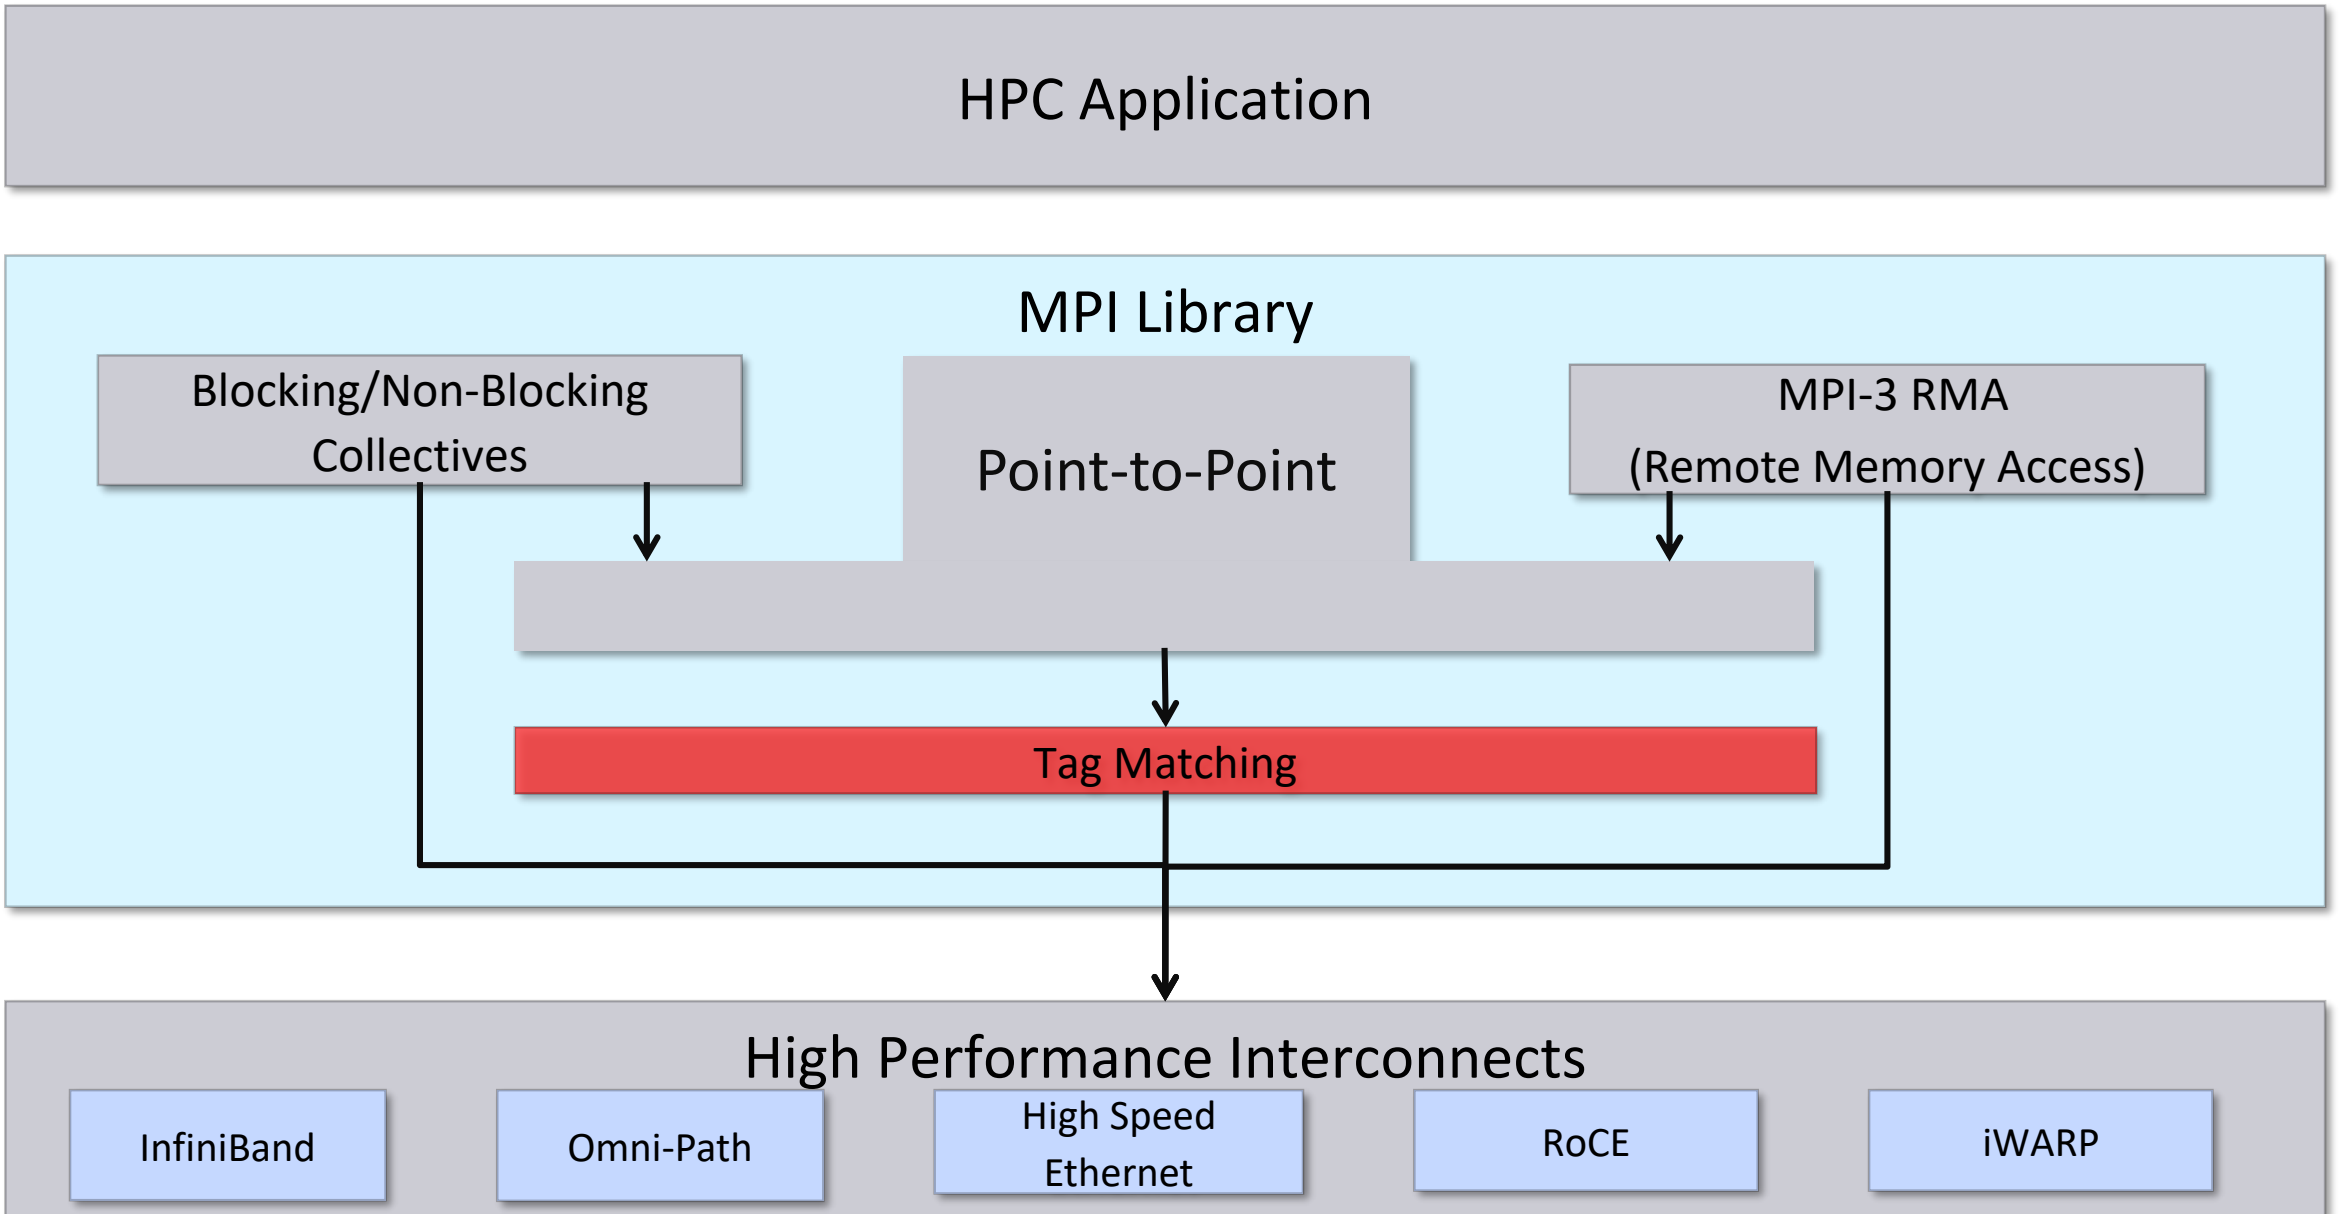 HPC Application
MPI Library
Blocking/Non-Blocking
Collectives
Point-to-Point
MPI-3 RMA
(Remote Memory Access)
Tag Matching
High Performance Interconnects
InfiniBand
Omni-Path
High Speed
Ethernet
RoCE
iWARP